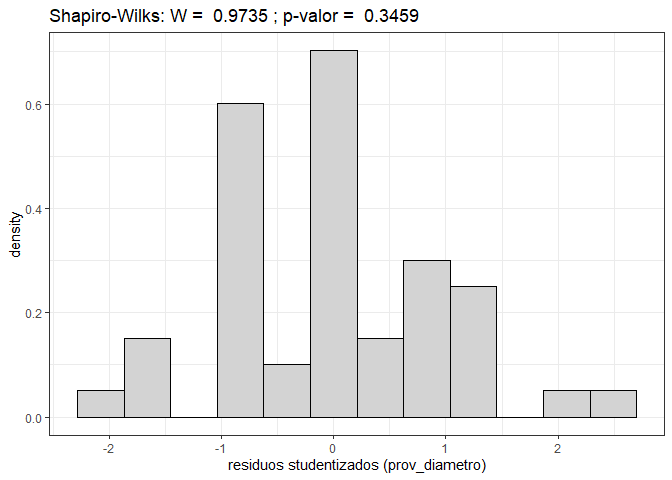 Shapiro-Wilks: W =  0.9735 ; p-valor =  0.3459
0.6
0.4
density
0.2
0.0
-2 -1 0 1 2
residuos studentizados (prov_diametro)